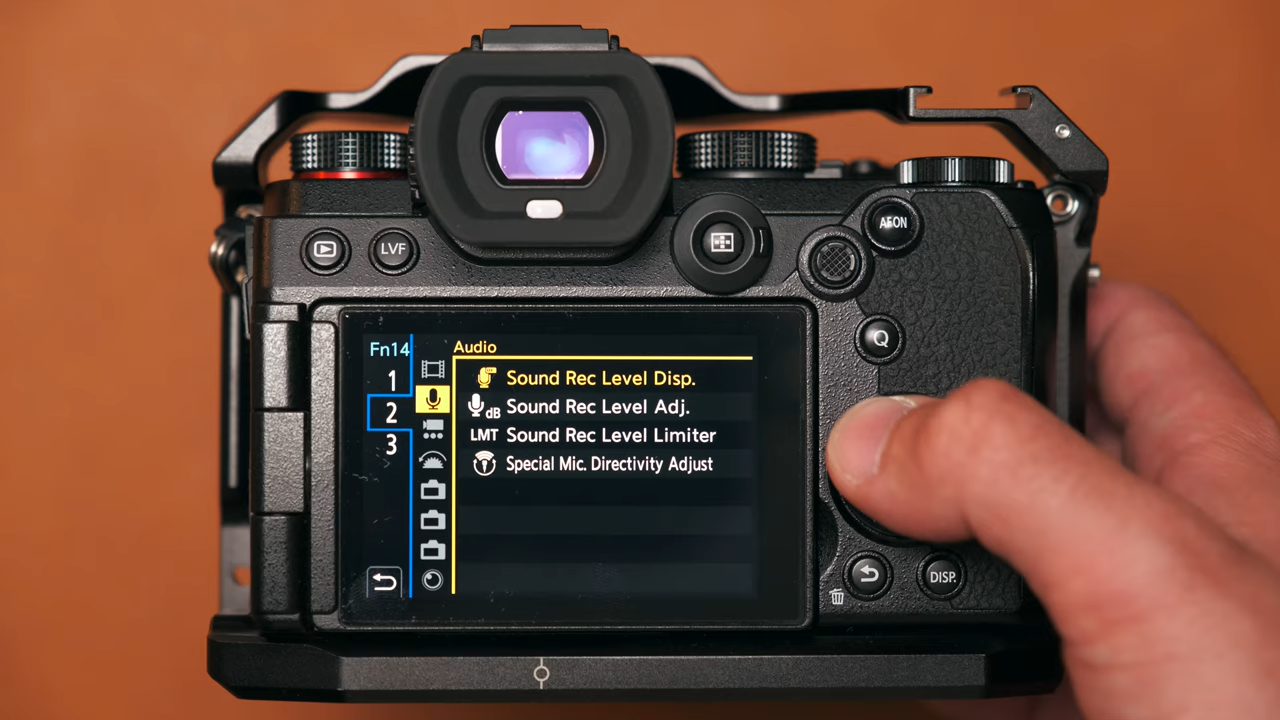 AF ON
LVF
Q
Fn14
Audio
1
2
3
Sound Rec Level Disp.
dB Sound Rec Level Adj.
LMT Sound Rec Level Limiter
Special Mic. Directivity Adjust
DISP.